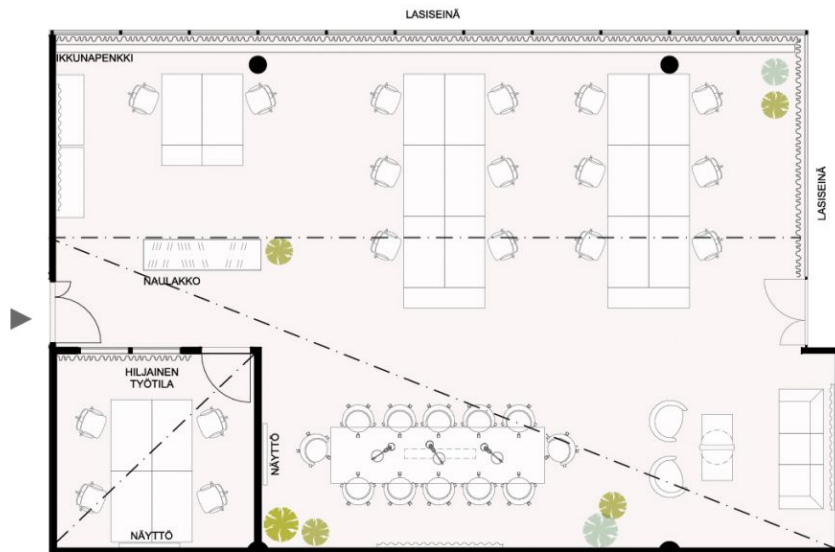 LASISEINÄ
IKKUNAPENKKI
LASISEINÄ
NAULAKKO
HILJAINEN
TYÖTILA
NÄYTTÖ
NÄYTTÖ